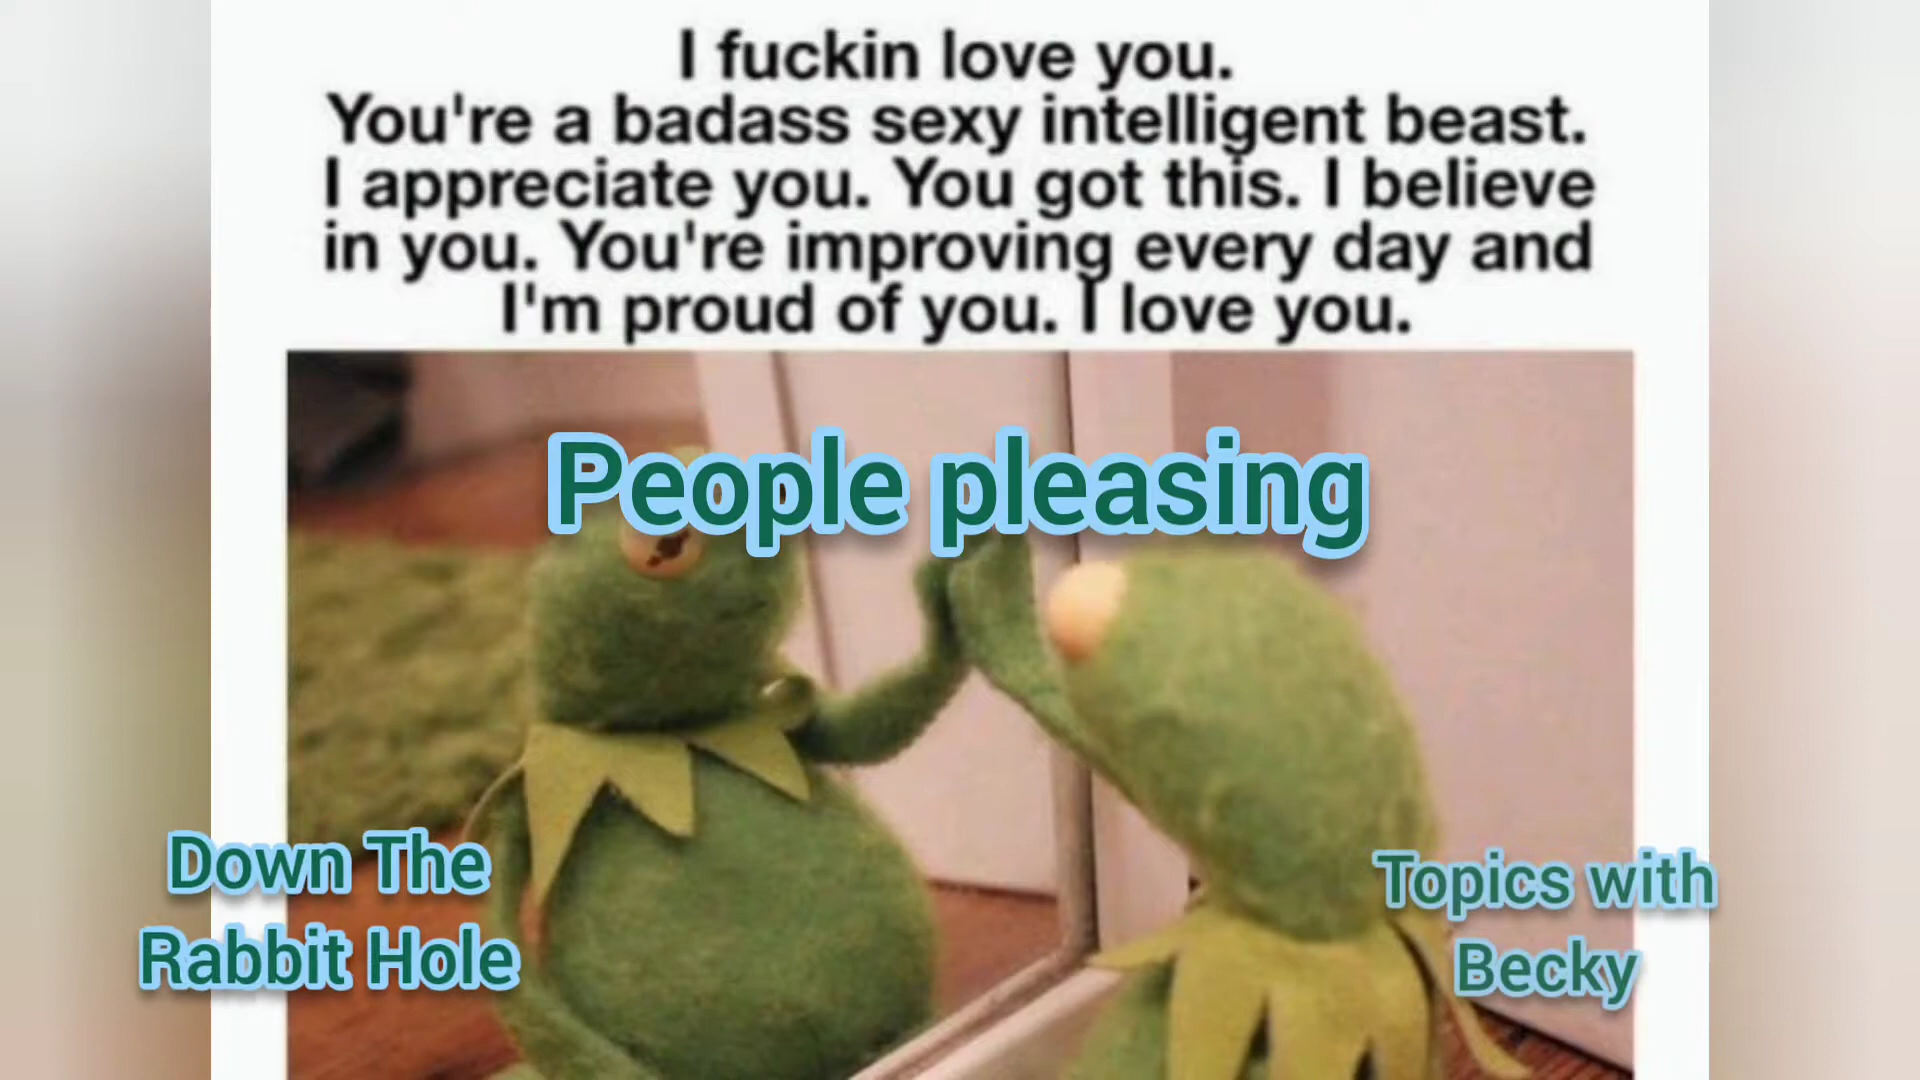 I fuckin love you.
You're a badass sexy intelligent beast.
I appreciate you. You got this. I believe
in you. You're improving every day and
I'm proud of you. I love you.
People pleasing
Down The
Rabbit Hole
Topics with
Becky